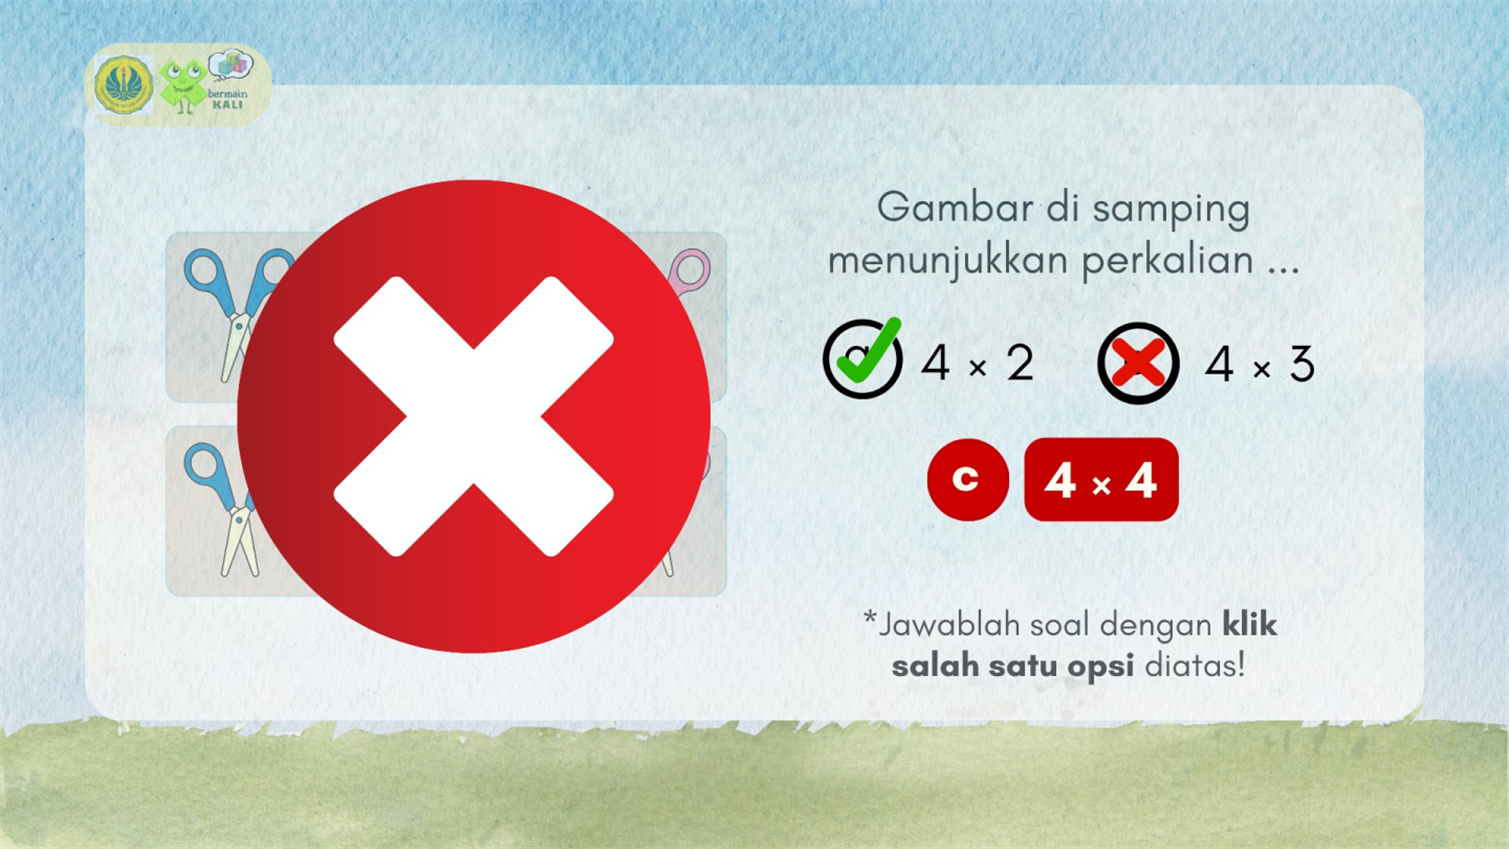 bermain
KALI
Gambar di samping
menunjukkan perkalian ...
4 × 2
4 × 3
c 4 × 4
*Jawablah soal dengan klik
salah satu opsi diatas!